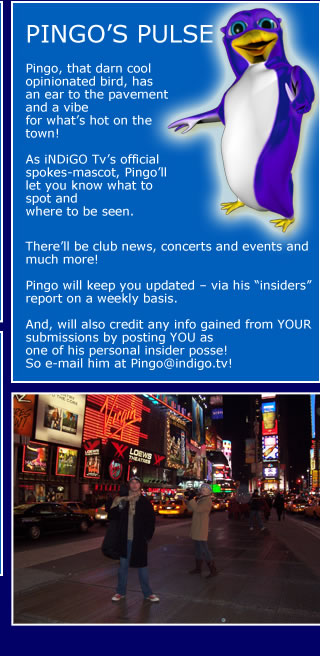 PINGO’S PULSE
Pingo, that darn cool
opinionated bird, has
an ear to the pavement
and a vibe
for what’s hot on the
town!
As iNDiGO Tv’s official
spokes-mascot, Pingo’ll
let you know what to
spot and
where to be seen.
There’ll be club news, concerts and events and
much more!
Pingo will keep you updated – via his “insiders”
report on a weekly basis.
And, will also credit any info gained from YOUR
submissions by posting YOU as
one of his personal insider posse!
So e-mail him at Pingo@indigo.tv!
Virgin
LOEWS
THEATRES